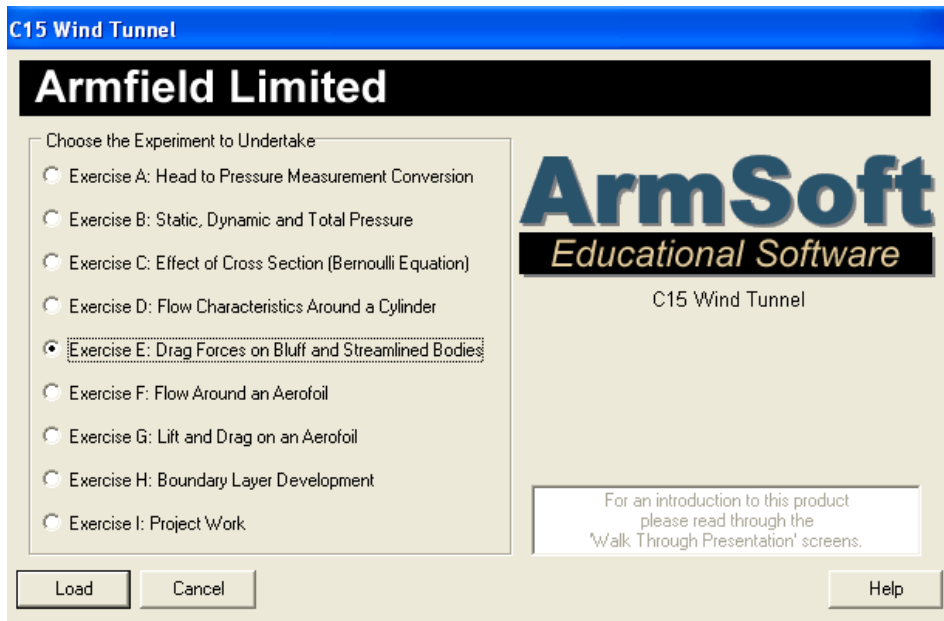 C15 Wind Tunnel
Armfield Limited
Choose the Experiment to Undertake
Exercise A: Head to Pressure Measurement Conversion
Exercise B: Static, Dynamic and Total Pressure
Exercise C: Effect of Cross Section (Bernoulli Equation)
Exercise D: Flow Characteristics Around a Cylinder
Exercise E: Drag Forces on Bluff and Streamlined Bodies
Exercise F: Flow Around an Aerofoil
Exercise G: Lift and Drag on an Aerofoil
Exercise H: Boundary Layer Development
Exercise I: Project Work
ArmSoft
Educational Software
C15 Wind Tunnel
For an introduction to this product
please read through the
'Walk Through Presentation' screens.
Load
Cancel
Help